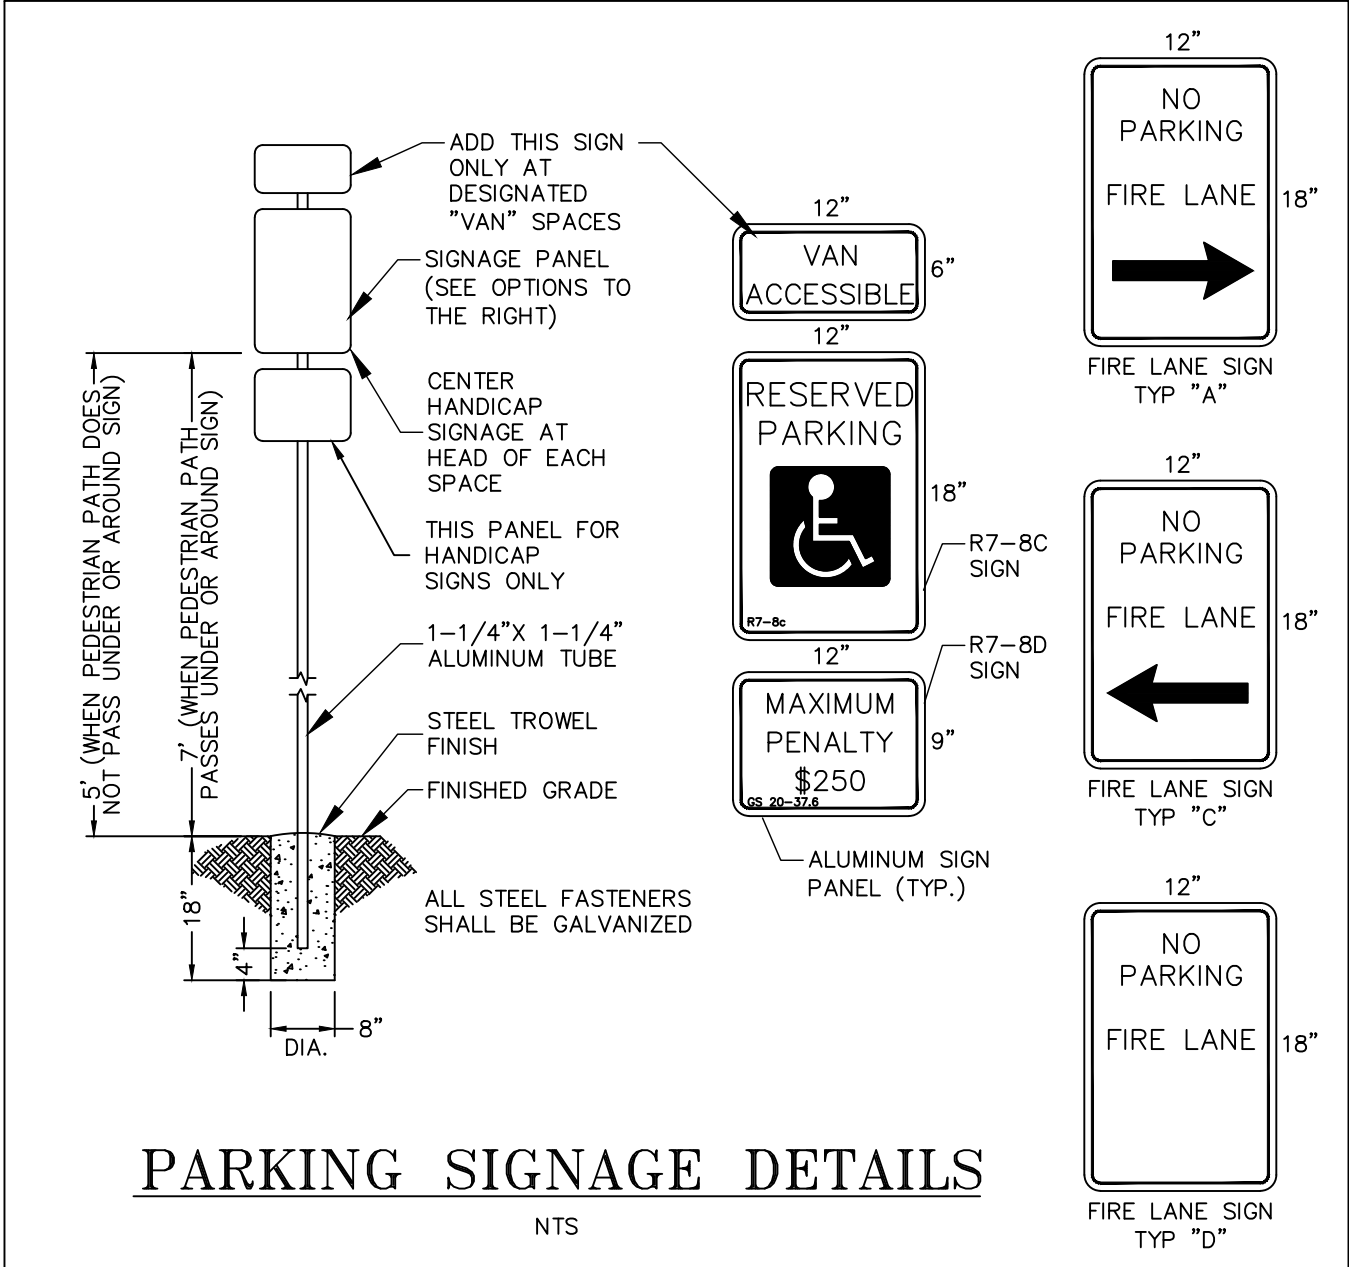 ADD THIS SIGN
ONLY AT
DESIGNATED
"VAN" SPACES
SIGNAGE PANEL
(SEE OPTIONS TO
THE RIGHT)
CENTER
HANDICAP
SIGNAGE AT
HEAD OF EACH
SPACE
THIS PANEL FOR
HANDICAP
SIGNS ONLY
1-1/4"X 1-1/4"
ALUMINUM TUBE
STEEL TROWEL
FINISH
FINISHED GRADE
ALL STEEL FASTENERS
SHALL BE GALVANIZED
5' (WHEN PEDESTRIAN PATH DOES
NOT PASS UNDER OR AROUND SIGN)
7' (WHEN PEDESTRIAN PATH
PASSES UNDER OR AROUND SIGN)
18"
4"
8"
DIA.
12"
VAN
ACCESSIBLE
6"
12"
RESERVED
PARKING
18"
R7-8c
R7-8C
SIGN
12"
R7-8D
SIGN
MAXIMUM
PENALTY
$250
GS 20-37.6
9"
ALUMINUM SIGN
PANEL (TYP.)
12"
NO
PARKING
FIRE LANE
18"
FIRE LANE SIGN
TYP "A"
12"
NO
PARKING
FIRE LANE
18"
FIRE LANE SIGN
TYP "C"
12"
NO
PARKING
FIRE LANE
18"
FIRE LANE SIGN
TYP "D"
PARKING SIGNAGE DETAILS
NTS